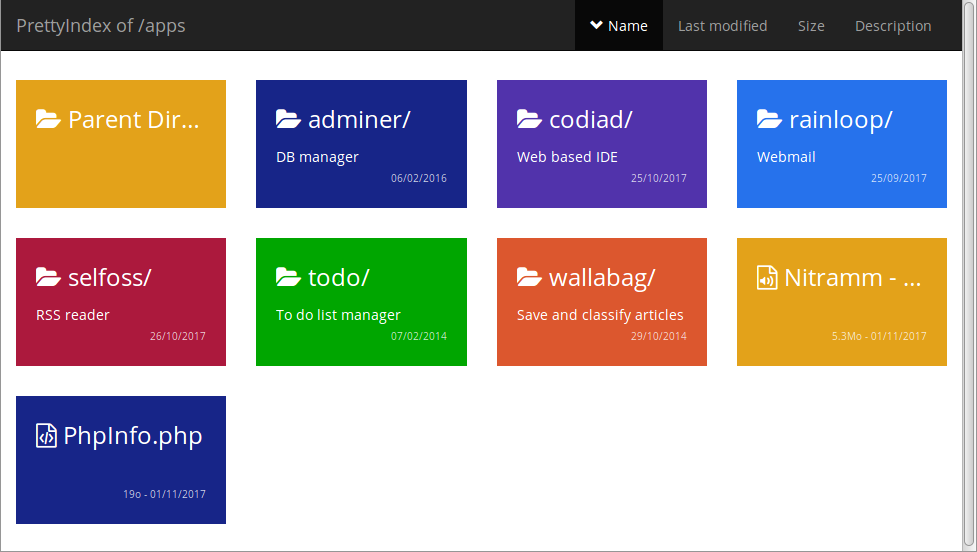 PrettyIndex of /apps
Name Last modified Size Description
Parent Dir...
adminer/
DB manager
06/02/2016
codiad/
Web based IDE
25/10/2017
rainloop/
Webmail
25/09/2017
selfoss/
RSS reader
26/10/2017
todo/
To do list manager
07/02/2014
wallabag/
Save and classify articles
29/10/2014
Nitramm - ...
5.3Mo - 01/11/2017
PhpInfo.php
19o - 01/11/2017